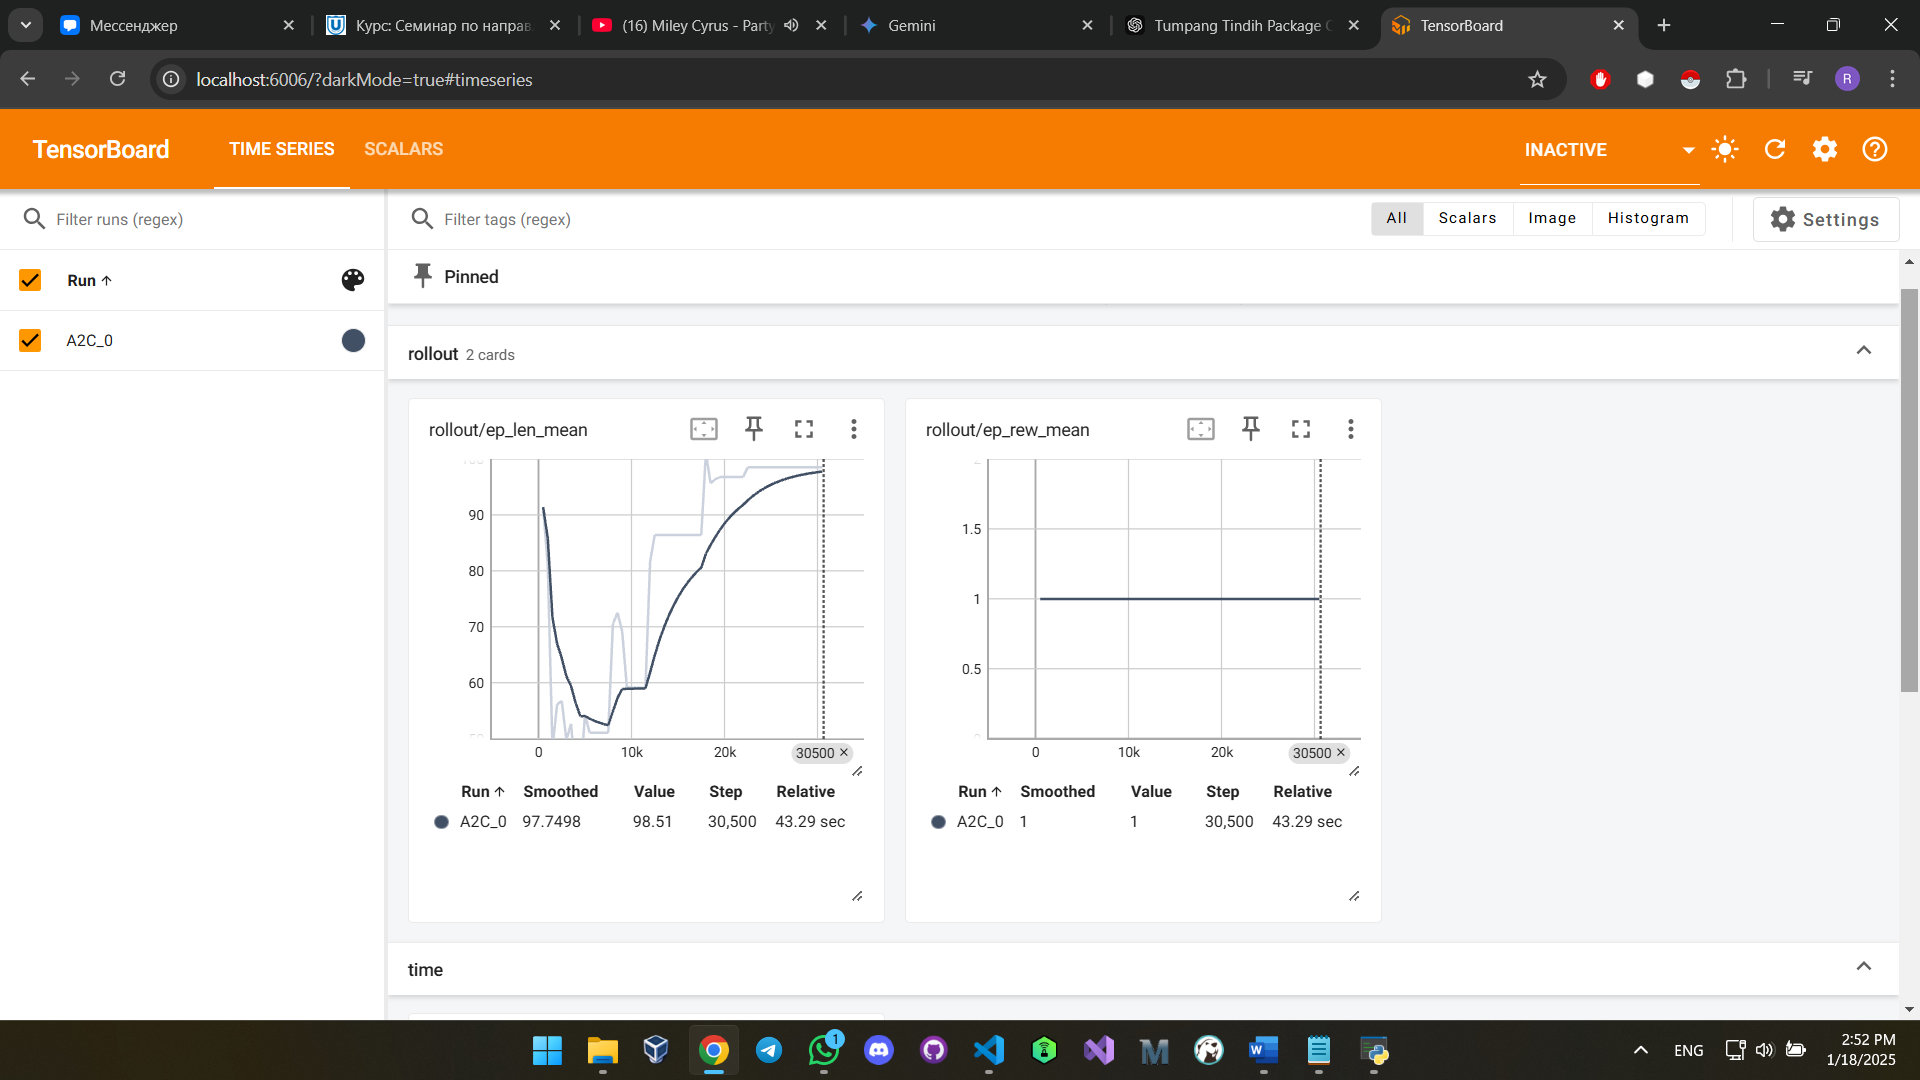 Мессенджер
Курс: Семинар по направ
(16) Miley Cyrus - Party
Gemini
Tumpang Tindih Package C
TensorBoard
localhost:6006/?darkMode=true#timeseries
R
TensorBoard
TIME SERIES
SCALARS
INACTIVE
Filter runs (regex)
Filter tags (regex)
All
Scalars
Image
Histogram
Settings
Run
Pinned
A2C_0
rollout 2 cards
rollout/ep_len_mean
90
80
70
60
0
10k
20k
30500
Run Smoothed Value Step Relative
A2C_0 97.7498 98.51 30,500 43.29 sec
rollout/ep_rew_mean
1.5
1
0.5
0
10k
20k
30500
Run Smoothed Value Step Relative
A2C_0 1 1 30,500 43.29 sec
time
1
ENG
2:52 PM
1/18/2025